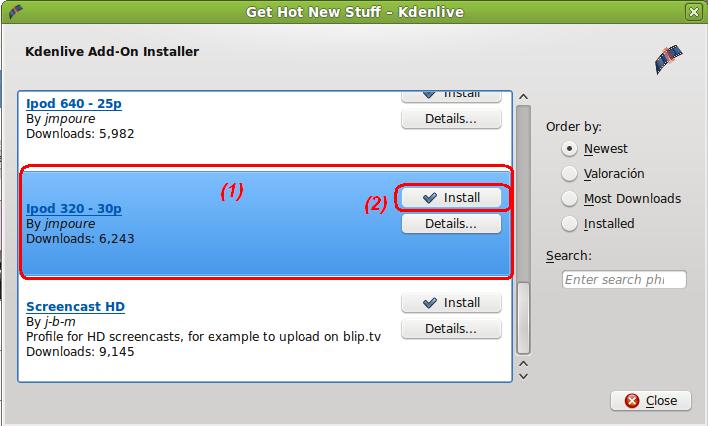 Get Hot New Stuff – Kdenlive
Kdenlive Add-On Installer
Ipod 640 - 25p
By jmpoure
Downloads: 5,982
Install
Details...
(1)
Ipod 320 - 30p
By jmpoure
Downloads: 6,243
(2)
Install
Details...
Screencast HD
By j-b-m
Profile for HD screencasts, for example to upload on blip.tv
Downloads: 9,145
Install
Details...
Order by:
Newest
Valoración
Most Downloads
Installed
Search:
Enter search phr
Close